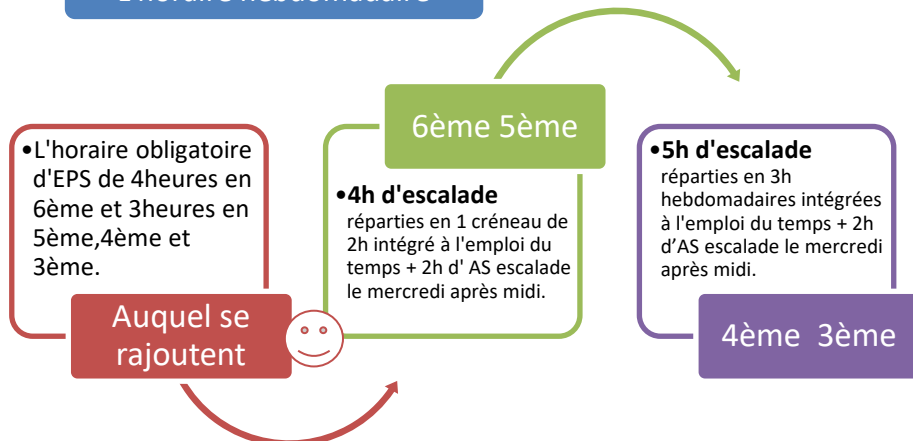 L'horaire hebdomadaire
•L'horaire obligatoire
d'EPS de 4heures en
6ème et 3heures en
5ème,4ème et
3ème.
Auquel se
rajoutent
6ème 5ème
•4h d'escalade
réparties en 1 créneau de
2h intégré à l'emploi du
temps + 2h d' AS escalade
le mercredi après midi.
•5h d'escalade
réparties en 3h
hebdomadaires intégrées
à l'emploi du temps + 2h
d’AS escalade le mercredi
après midi.
4ème  3ème